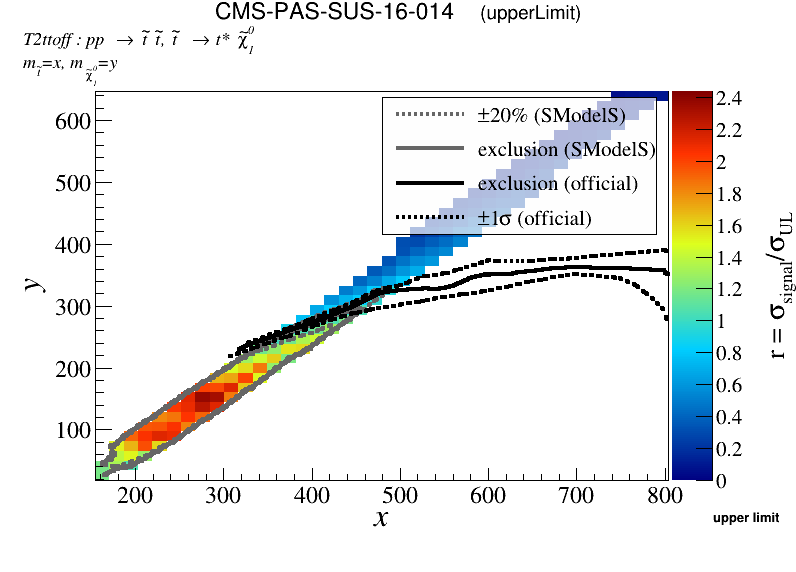 CMS-PAS-SUS-16-014 (upperLimit)
T2ttoff : pp → t̃ t̃, t̃ → t* χ̃⁰₁
m_t̃=x, m_χ̃⁰₁=y
±20% (SModelS)
exclusion (SModelS)
exclusion (official)
±1σ (official)
600
500
400
300
200
100
y
200 300 400 500 600 700 800
x
2.4
2.2
2
1.8
1.6
1.4
1.2
1
0.8
0.6
0.4
0.2
0
r = σ_signal/σ_UL
upper limit